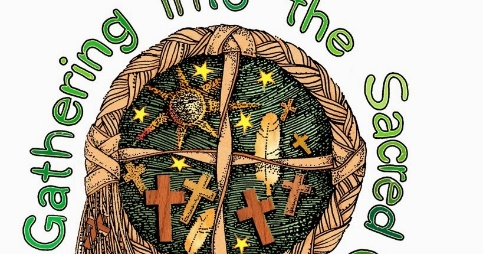 Gathering Into the Sacred